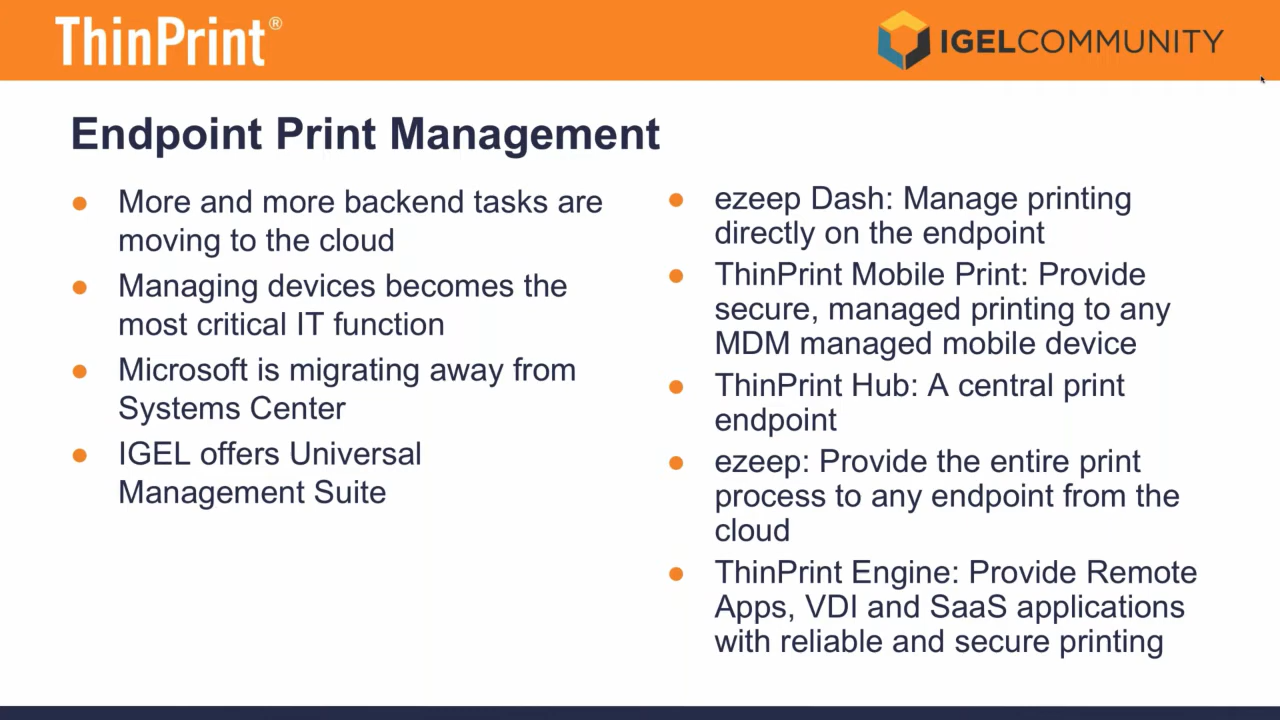 ThinPrint®
IGELCOMMUNITY
Endpoint Print Management
● More and more backend tasks are
moving to the cloud
● Managing devices becomes the
most critical IT function
● Microsoft is migrating away from
Systems Center
● IGEL offers Universal
Management Suite
● ezeep Dash: Manage printing
directly on the endpoint
● ThinPrint Mobile Print: Provide
secure, managed printing to any
MDM managed mobile device
● ThinPrint Hub: A central print
endpoint
● ezeep: Provide the entire print
process to any endpoint from the
cloud
● ThinPrint Engine: Provide Remote
Apps, VDI and SaaS applications
with reliable and secure printing